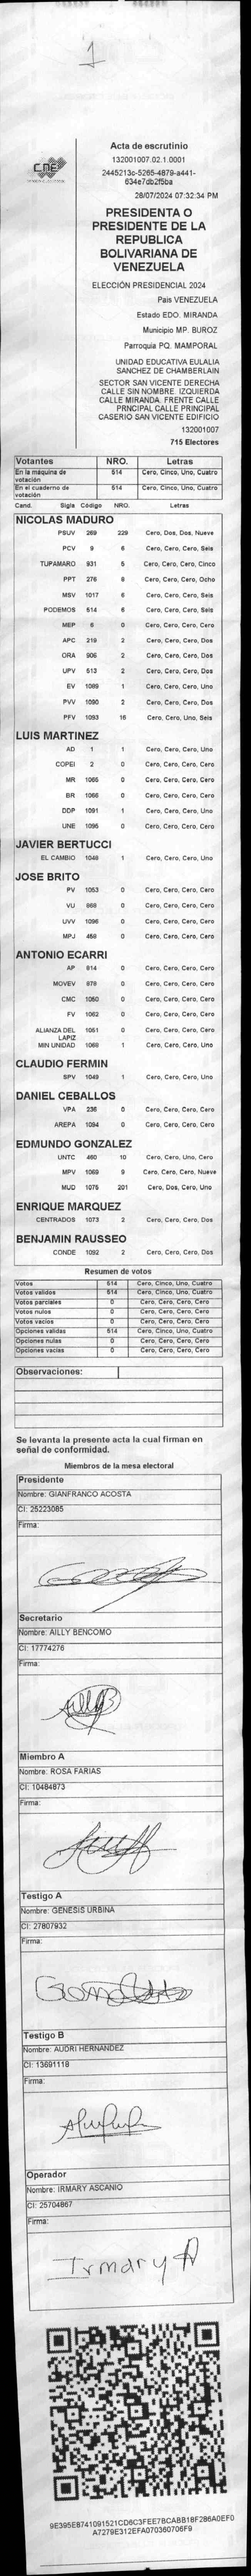 1
CNE
Acta de escrutinio
132001007.02.1.0001
2445213c-5265-4879-a441-
634e7db2f5ba
28/07/2024 07:32:34 PM
PRESIDENTA O
PRESIDENTE DE LA
REPUBLICA
BOLIVARIANA DE
VENEZUELA
ELECCIÓN PRESIDENCIAL 2024
Pais VENEZUELA
Estado EDO. MIRANDA
Municipio MP. BUROZ
Parroquia PQ. MAMPORAL
UNIDAD EDUCATIVA EULALIA
SANCHEZ DE CHAMBERLAIN
SECTOR SAN VICENTE DERECHA
CALLE SIN NOMBRE. IZQUIERDA
CALLE MIRANDA. FRENTE CALLE
PRNCIPAL CALLE PRINCIPAL
CASERIO SAN VICENTE EDIFICIO
132001007
715 Electores
Votantes NRO. Letras
En la máquina de votación 514 Cero, Cinco, Uno, Cuatro
En el cuaderno de votación 514 Cero, Cinco, Uno, Cuatro
Cand. Sigla Código NRO. Letras
NICOLAS MADURO
PSUV 269 229 Cero, Dos, Dos, Nueve
PCV 9 6 Cero, Cero, Cero, Seis
TUPAMARO 931 5 Cero, Cero, Cero, Cinco
PPT 276 8 Cero, Cero, Cero, Ocho
MSV 1017 6 Cero, Cero, Cero, Seis
PODEMOS 514 6 Cero, Cero, Cero, Seis
MEP 6 0 Cero, Cero, Cero, Cero
APC 219 2 Cero, Cero, Cero, Dos
ORA 906 2 Cero, Cero, Cero, Dos
UPV 513 2 Cero, Cero, Cero, Dos
EV 1089 1 Cero, Cero, Cero, Uno
PVV 1090 2 Cero, Cero, Cero, Dos
PFV 1093 16 Cero, Cero, Uno, Seis
LUIS MARTINEZ
AD 1 1 Cero, Cero, Cero, Uno
COPEI 2 0 Cero, Cero, Cero, Cero
MR 1065 0 Cero, Cero, Cero, Cero
BR 1066 0 Cero, Cero, Cero, Cero
DDP 1091 1 Cero, Cero, Cero, Uno
UNE 1095 0 Cero, Cero, Cero, Cero
JAVIER BERTUCCI
EL CAMBIO 1048 1 Cero, Cero, Cero, Uno
JOSE BRITO
PV 1053 0 Cero, Cero, Cero, Cero
VU 868 0 Cero, Cero, Cero, Cero
UVV 1096 0 Cero, Cero, Cero, Cero
MPJ 458 0 Cero, Cero, Cero, Cero
ANTONIO ECARRI
AP 814 0 Cero, Cero, Cero, Cero
MOVEV 878 0 Cero, Cero, Cero, Cero
CMC 1050 0 Cero, Cero, Cero, Cero
FV 1062 0 Cero, Cero, Cero, Cero
ALIANZA DEL LAPIZ 1051 0 Cero, Cero, Cero, Cero
MIN UNIDAD 1069 1 Cero, Cero, Cero, Uno
CLAUDIO FERMIN
SPV 1049 1 Cero, Cero, Cero, Uno
DANIEL CEBALLOS
VPA 236 0 Cero, Cero, Cero, Cero
AREPA 1094 0 Cero, Cero, Cero, Cero
EDMUNDO GONZALEZ
UNTC 460 10 Cero, Cero, Uno, Cero
MPV 1069 9 Cero, Cero, Cero, Nueve
MUD 1075 201 Cero, Dos, Cero, Uno
ENRIQUE MARQUEZ
CENTRADOS 1073 2 Cero, Cero, Cero, Dos
BENJAMIN RAUSSEO
CONDE 1092 2 Cero, Cero, Cero, Dos
Resumen de votos
Votos 514 Cero, Cinco, Uno, Cuatro
Votos validos 514 Cero, Cinco, Uno, Cuatro
Votos parciales 0 Cero, Cero, Cero, Cero
Votos nulos 0 Cero, Cero, Cero, Cero
Votos vacios 0 Cero, Cero, Cero, Cero
Opciones validas 514 Cero, Cinco, Uno, Cuatro
Opciones nulas 0 Cero, Cero, Cero, Cero
Opciones vacias 0 Cero, Cero, Cero, Cero
Observaciones:
Se levanta la presente acta la cual firman en
señal de conformidad.
Miembros de la mesa electoral
Presidente
Nombre: GIANFRANCO ACOSTA
CI: 25223085
Firma:
Secretario
Nombre: AILLY BENCOMO
CI: 17774276
Firma:
Miembro A
Nombre: ROSA FARIAS
CI: 10484873
Firma:
Testigo A
Nombre: GENESIS URBINA
CI: 27807932
Firma:
Testigo B
Nombre: AUDRI HERNANDEZ
CI: 13691118
Firma:
Operador
Nombre: IRMARY ASCANIO
CI: 25704867
Firma:
Irmary A
9E395E8741091521CD6C3FEE7BCABB18F286A0EF0
A7279E312EFA070360706F9